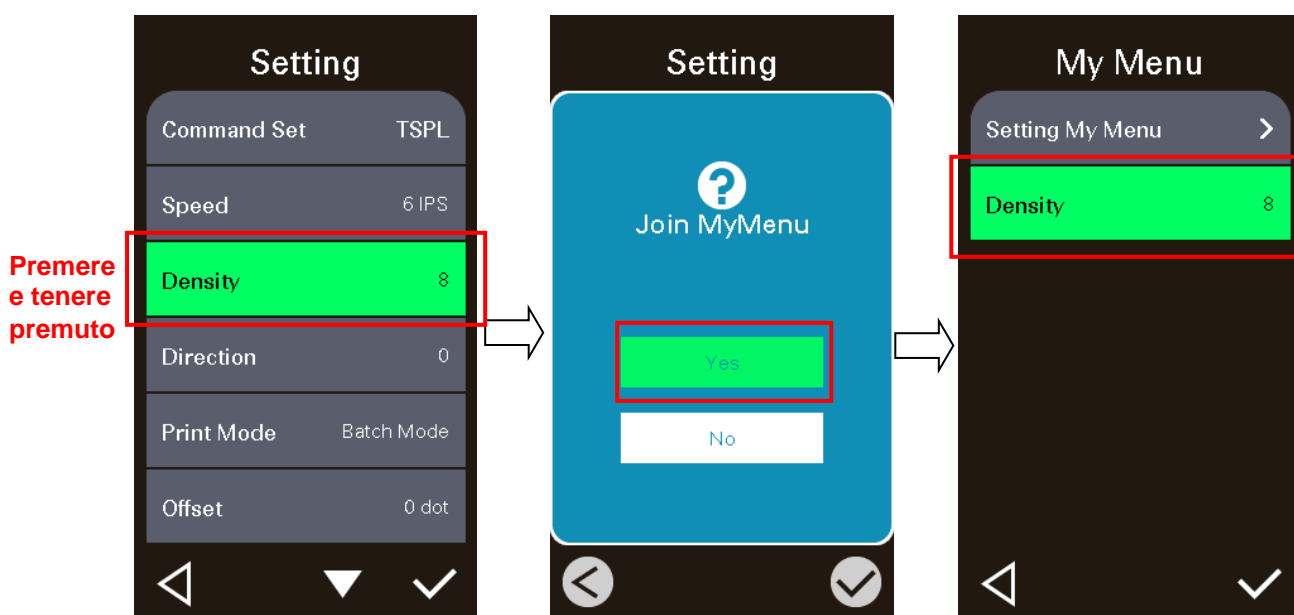 Setting
Command Set TSPL
Speed 6 IPS
Premere
e tenere
premuto
Density 8
Direction 0
Print Mode Batch Mode
Offset 0 dot
Setting
?
Join MyMenu
Yes
No
My Menu
Setting My Menu
Density 8